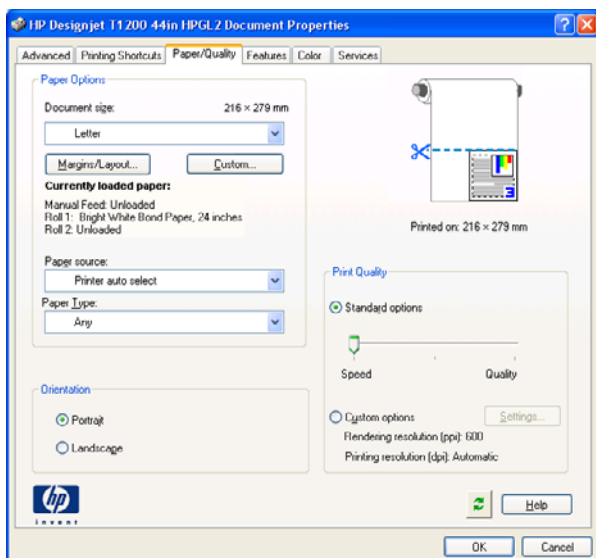 HP Designjet T1200 44in HPGL2 Document Properties
Advanced Printing Shortcuts Paper/Quality Features Color Services
Paper Options
Document size: 216 × 279 mm
Letter
Margins/Layout... Custom...
Currently loaded paper:
Manual Feed: Unloaded
Roll 1: Bright White Bond Paper, 24 inches
Roll 2: Unloaded
Paper source:
Printer auto select
Paper Type:
Any
Orientation
Portrait
Landscape
3
Printed on: 216 × 279 mm
Print Quality
Standard options
Speed Quality
Custom options Settings...
Rendering resolution (ppi): 600
Printing resolution (dpi): Automatic
hp
invent
Help
OK Cancel